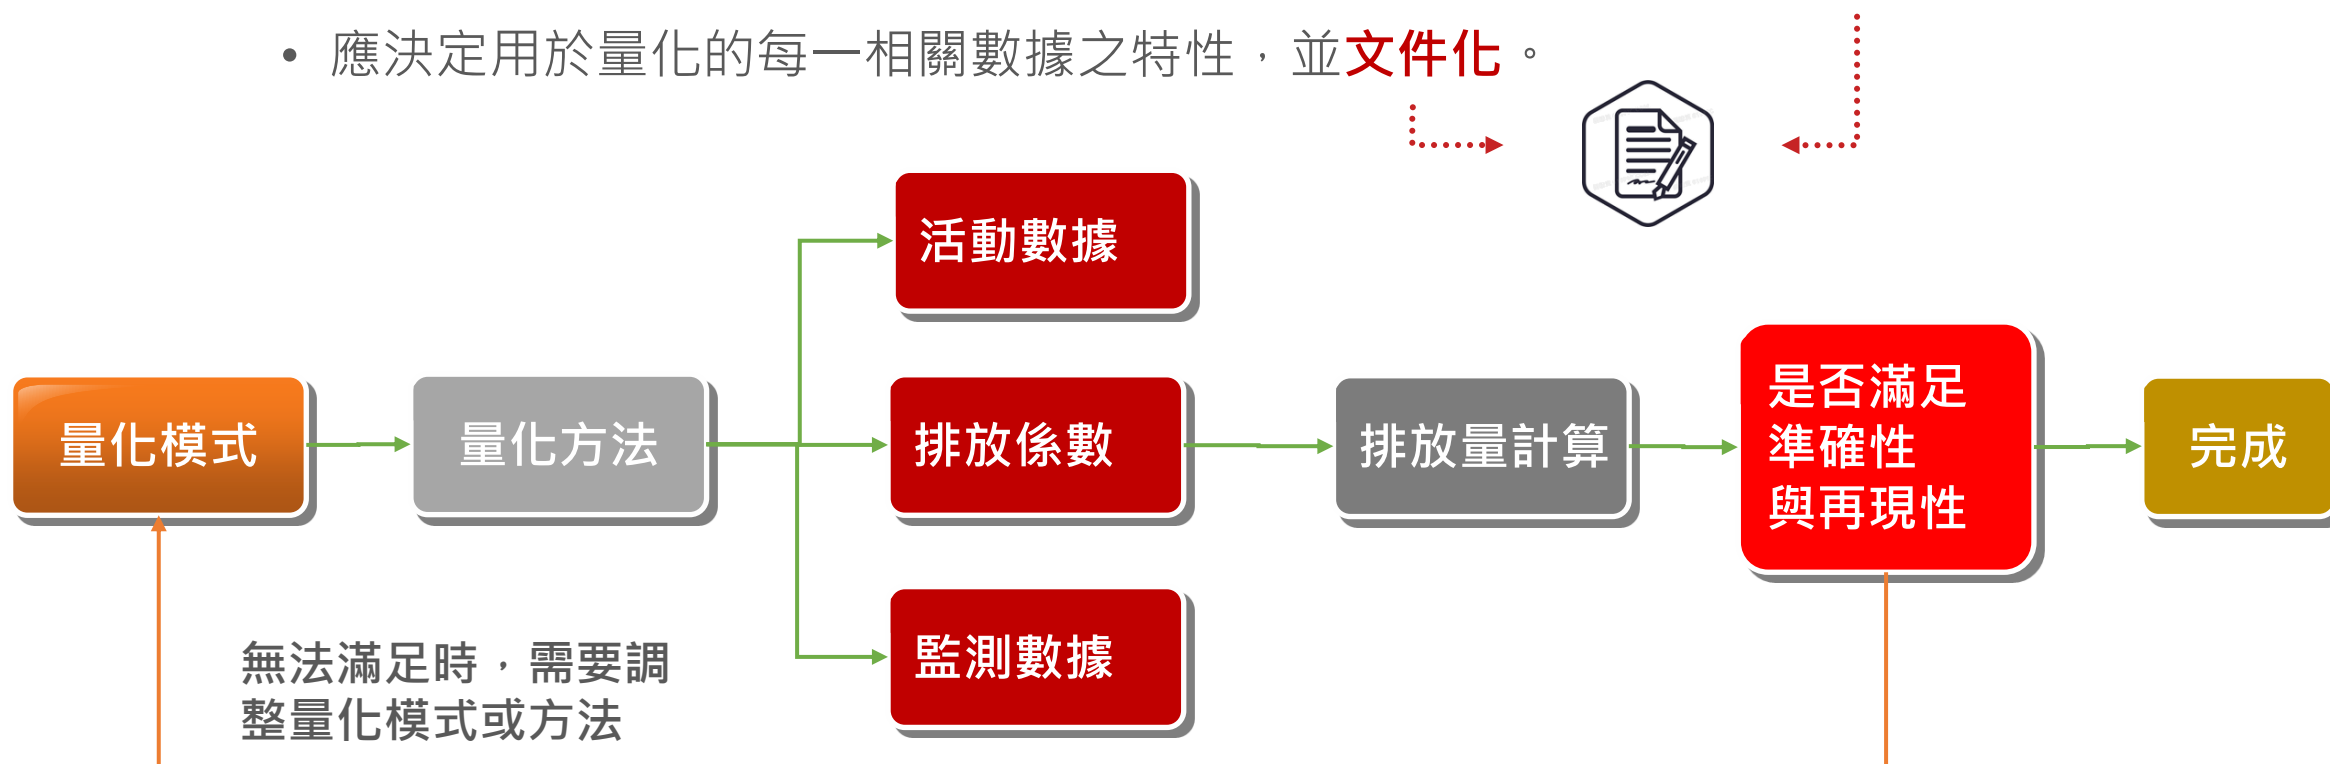 • 應決定用於量化的每一相關數據之特性，並文件化。
活動數據
量化模式
量化方法
排放係數
排放量計算
是否滿足
準確性
與再現性
完成
監測數據
無法滿足時，需要調
整量化模式或方法